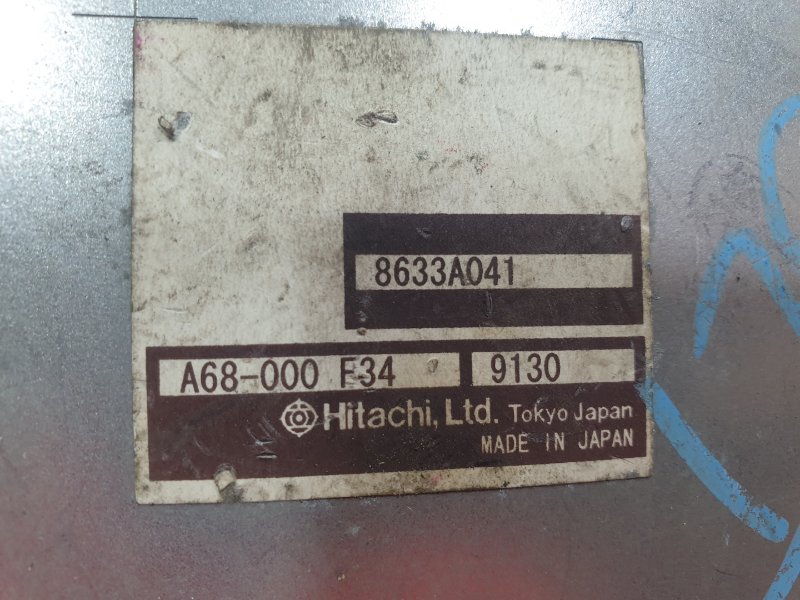 8633A041
A68-000 F34 9130
Hitachi, Ltd. Tokyo Japan
MADE IN JAPAN